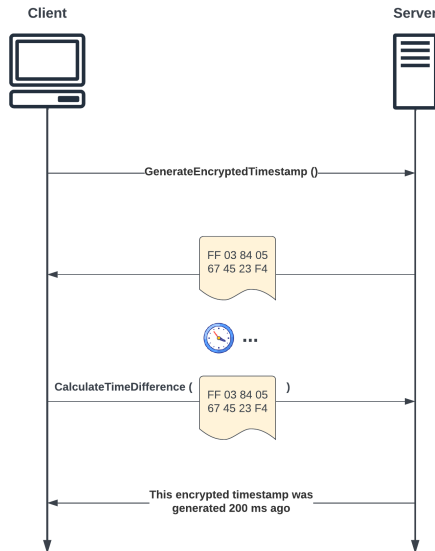 Client
Server
GenerateEncryptedTimestamp ()
FF 03 84 05
67 45 23 F4
...
CalculateTimeDifference (
FF 03 84 05
67 45 23 F4
)
This encrypted timestamp was
generated 200 ms ago